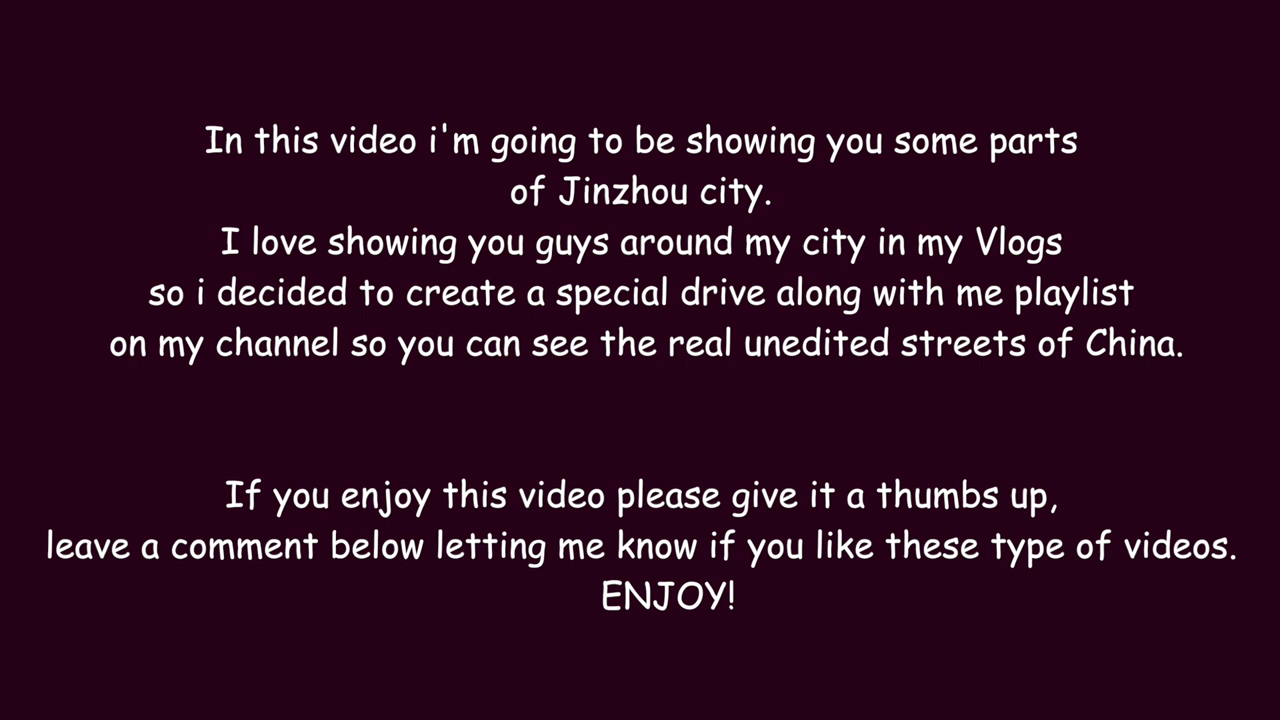 In this video i'm going to be showing you some parts
of Jinzhou city.
I love showing you guys around my city in my Vlogs
so i decided to create a special drive along with me playlist
on my channel so you can see the real unedited streets of China.
If you enjoy this video please give it a thumbs up,
leave a comment below letting me know if you like these type of videos.
ENJOY!